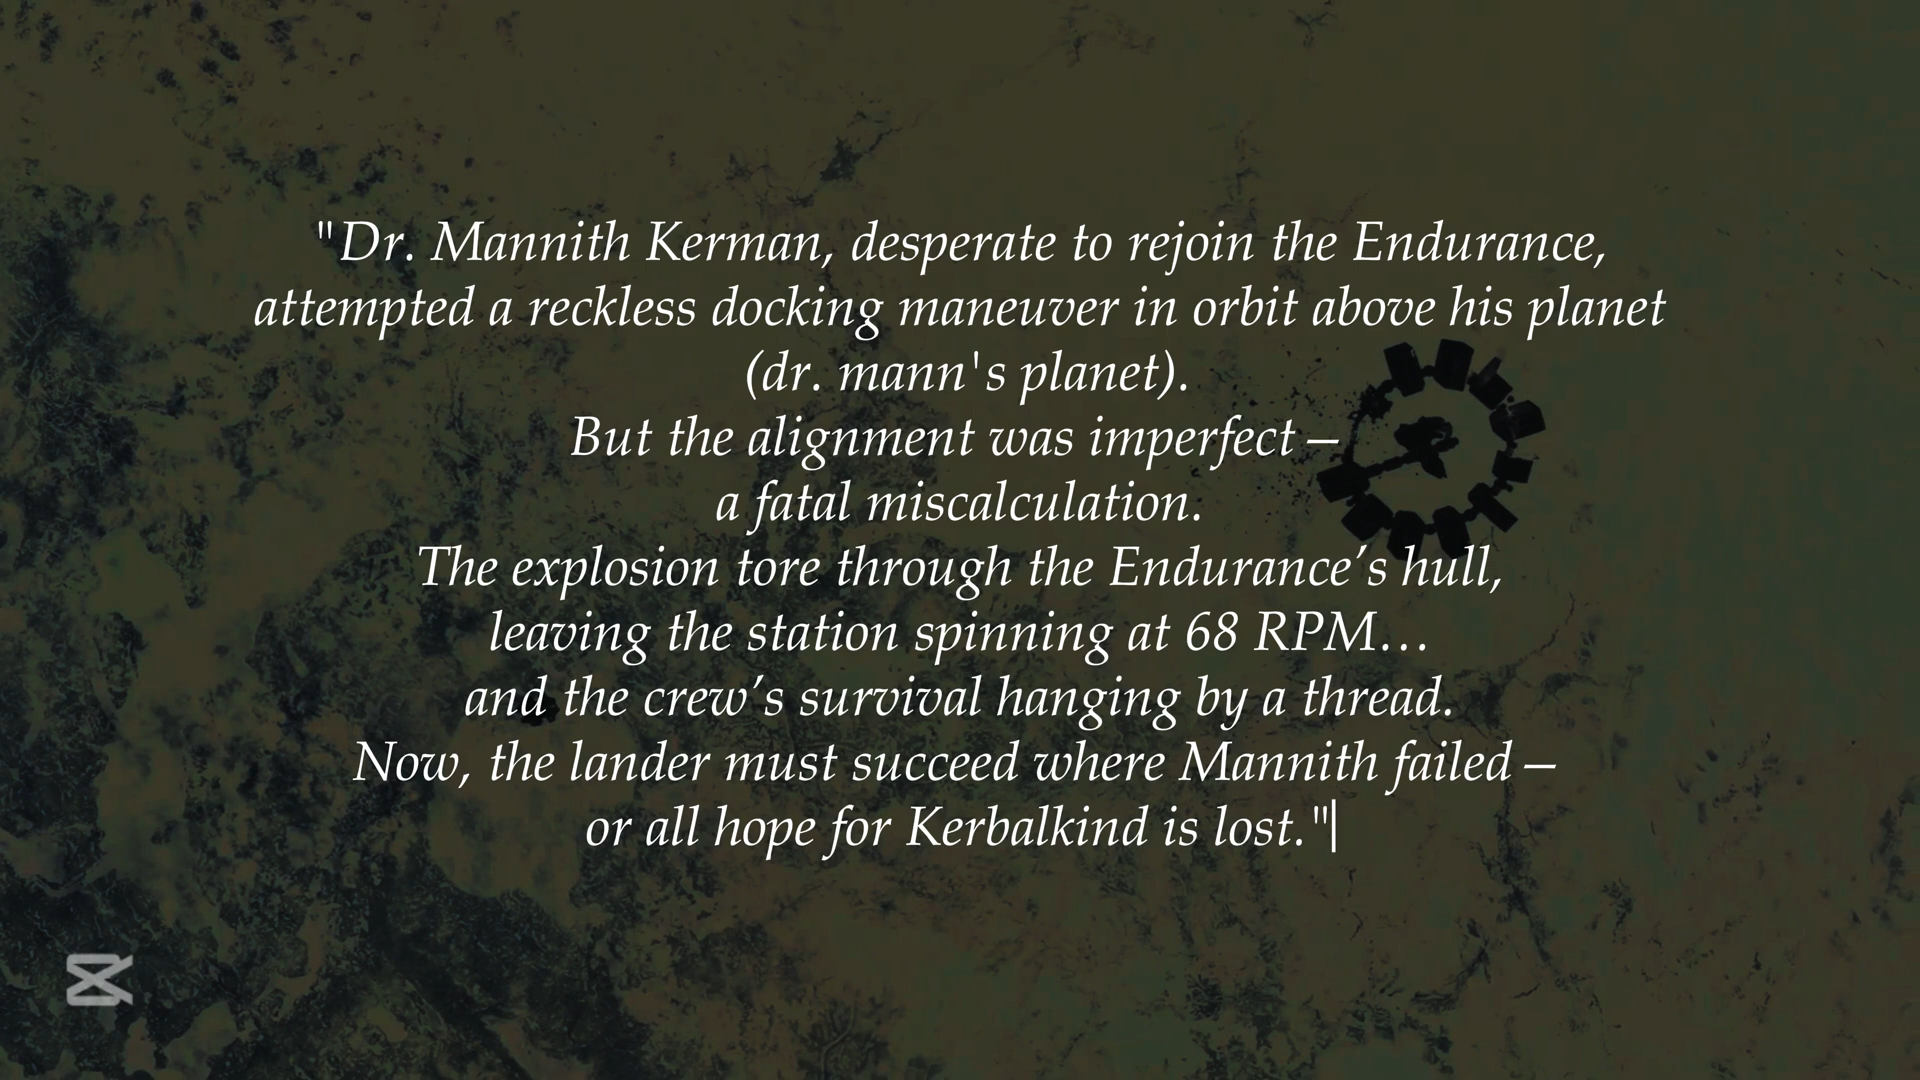 "Dr. Mannith Kerman, desperate to rejoin the Endurance,
attempted a reckless docking maneuver in orbit above his planet
(dr. mann's planet).
But the alignment was imperfect—
a fatal miscalculation.
The explosion tore through the Endurance’s hull,
leaving the station spinning at 68 RPM…
and the crew’s survival hanging by a thread.
Now, the lander must succeed where Mannith failed—
or all hope for Kerbalkind is lost."|